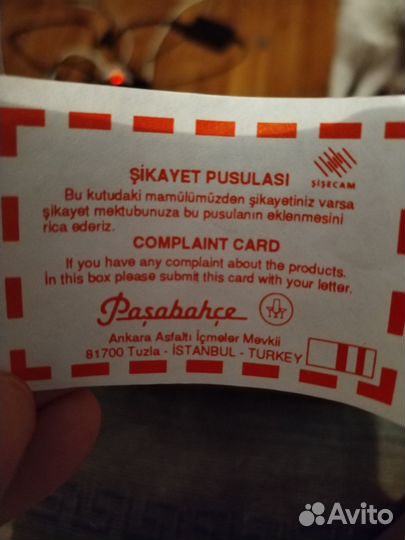 ŞİKAYET PUSULASI
ŞİŞECAM
Bu kutudaki mamülümüzden şikayetiniz varsa
şikayet mektubunuza bu pusulanın eklenmesini
rica ederiz.
COMPLAINT CARD
If you have any complaint about the products.
In this box please submit this card with your letter.
Paşabahçe
Ankara Asfaltı İçmeler Mevkii
81700 Tuzla - İSTANBUL - TURKEY
Avito